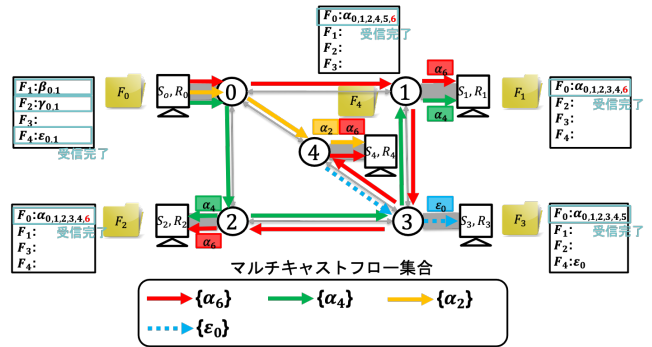 F₀:α₀,₁,₂,₄,₅,₆
F₁: 受信完了
F₂:
F₃:
F₁:β₀.₁
F₂:γ₀.₁
F₃:
F₄:ε₀.₁
受信完了
F₀
S₀, R₀
0
F₄
1
α₆
α₄
S₁, R₁
F₁
F₀:α₀,₁,₂,₃,₄,₆
F₂: 受信完了
F₃:
F₄:
α₂
α₆
4
S₄, R₄
F₀:α₀,₁,₂,₃,₄,₆
F₁: 受信完了
F₃:
F₄:
F₂
S₂, R₂
α₄
α₆
2
3
ε₀
S₃, R₃
F₃
F₀:α₀,₁,₂,₃,₄,₅
F₁: 受信完了
F₂:
F₄:ε₀
マルチキャストフロー集合
{α₆} {α₄} {α₂}
{ε₀}